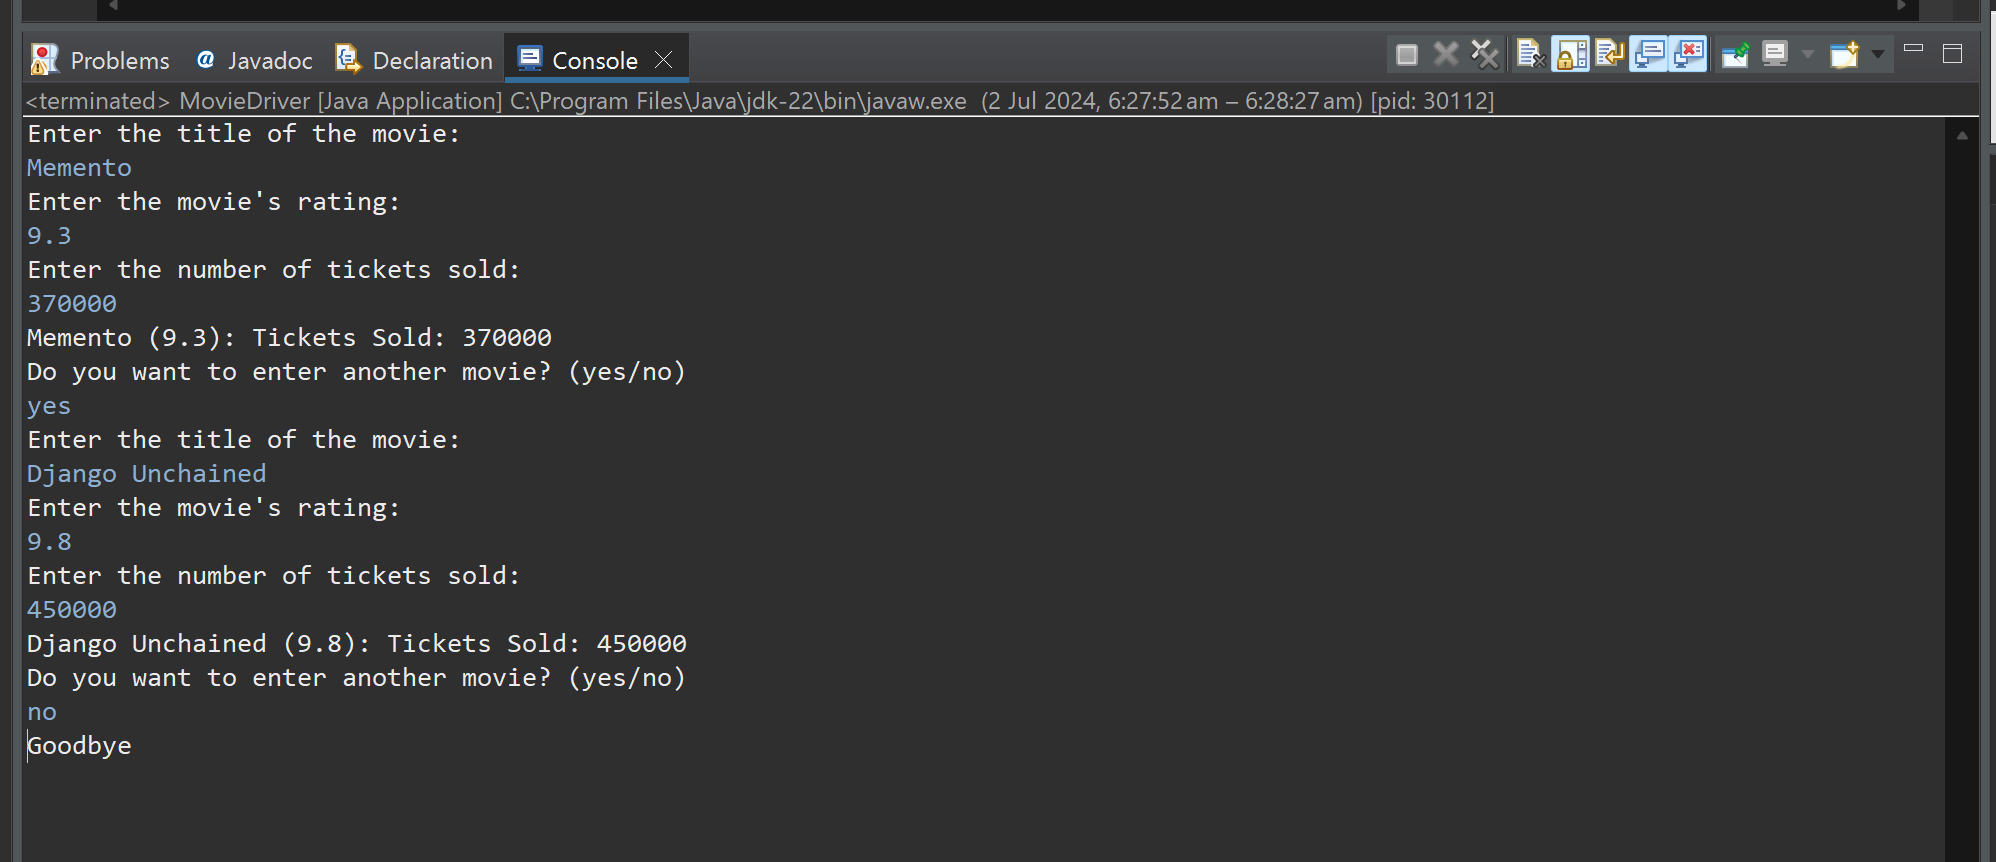 Problems @ Javadoc Declaration Console
<terminated> MovieDriver [Java Application] C:\Program Files\Java\jdk-22\bin\javaw.exe (2 Jul 2024, 6:27:52 am – 6:28:27 am) [pid: 30112]
Enter the title of the movie:
Memento
Enter the movie's rating:
9.3
Enter the number of tickets sold:
370000
Memento (9.3): Tickets Sold: 370000
Do you want to enter another movie? (yes/no)
yes
Enter the title of the movie:
Django Unchained
Enter the movie's rating:
9.8
Enter the number of tickets sold:
450000
Django Unchained (9.8): Tickets Sold: 450000
Do you want to enter another movie? (yes/no)
no
Goodbye